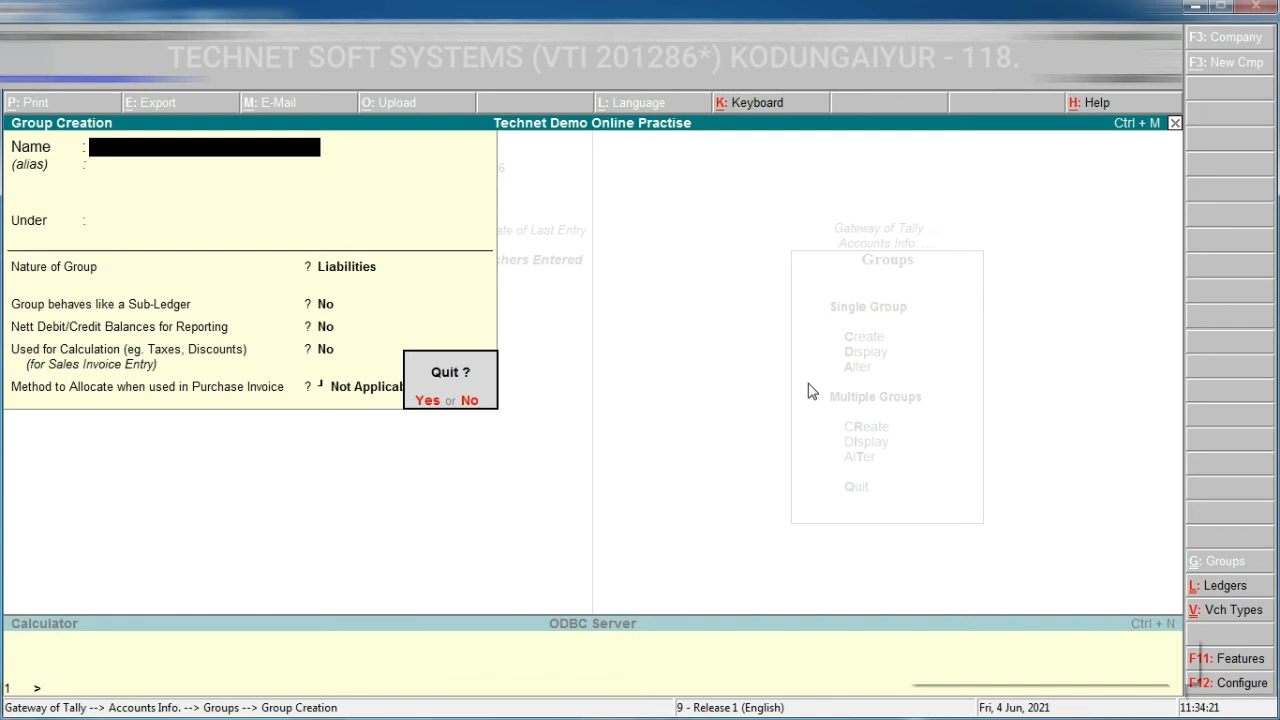 TECHNET SOFT SYSTEMS (VTI 201286*) KODUNGAIYUR - 118.
F3: Company
F3: New Cmp
P: Print
E: Export
M: E-Mail
O: Upload
L: Language
K: Keyboard
H: Help
Group Creation
Technet Demo Online Practise
Ctrl + M
Name :
(alias) :
Under :
Nature of Group ? Liabilities
Group behaves like a Sub-Ledger ? No
Nett Debit/Credit Balances for Reporting ? No
Used for Calculation (eg. Taxes, Discounts) ? No
(for Sales Invoice Entry)
Method to Allocate when used in Purchase Invoice ? ┘ Not Applicab
Quit ?
Yes or No
6
ate of Last Entry
chers Entered
Gateway of Tally ...
Accounts Info. ....
Groups
Single Group
Create
Display
Alter
Multiple Groups
CReate
DIsplay
AlTer
Quit
G: Groups
L: Ledgers
V: Vch Types
F11: Features
F12: Configure
Calculator
ODBC Server
Ctrl + N
1 >
Gateway of Tally --> Accounts Info. --> Groups --> Group Creation
9 - Release 1 (English)
Fri, 4 Jun, 2021
11:34:21